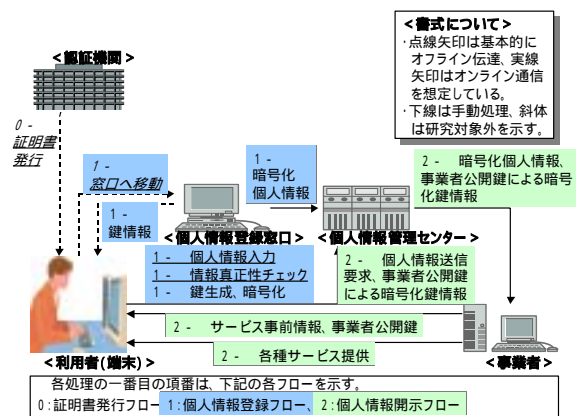 <書式について>
・点線矢印は基本的に
オフライン伝達、実線
矢印はオンライン通信
を想定している。
・下線は手動処理、斜体
は研究対象外を示す。
<認証機関>
0 -
証明書
発行
1 -
窓口へ移動
1 -
鍵情報
1 -
暗号化
個人情報
2 - 暗号化個人情報、
事業者公開鍵による暗号
化鍵情報
<個人情報登録窓口>
<個人情報管理センター>
1 - 個人情報入力
1 - 情報真正性チェック
1 - 鍵生成、暗号化
2 - 個人情報送信
要求、事業者公開鍵
による暗号化鍵情報
2 - サービス事前情報、事業者公開鍵
2 - 各種サービス提供
<利用者(端末)>
<事業者>
各処理の一番目の項番は、下記の各フローを示す。
0:証明書発行フロー、1:個人情報登録フロー、2:個人情報開示フロー